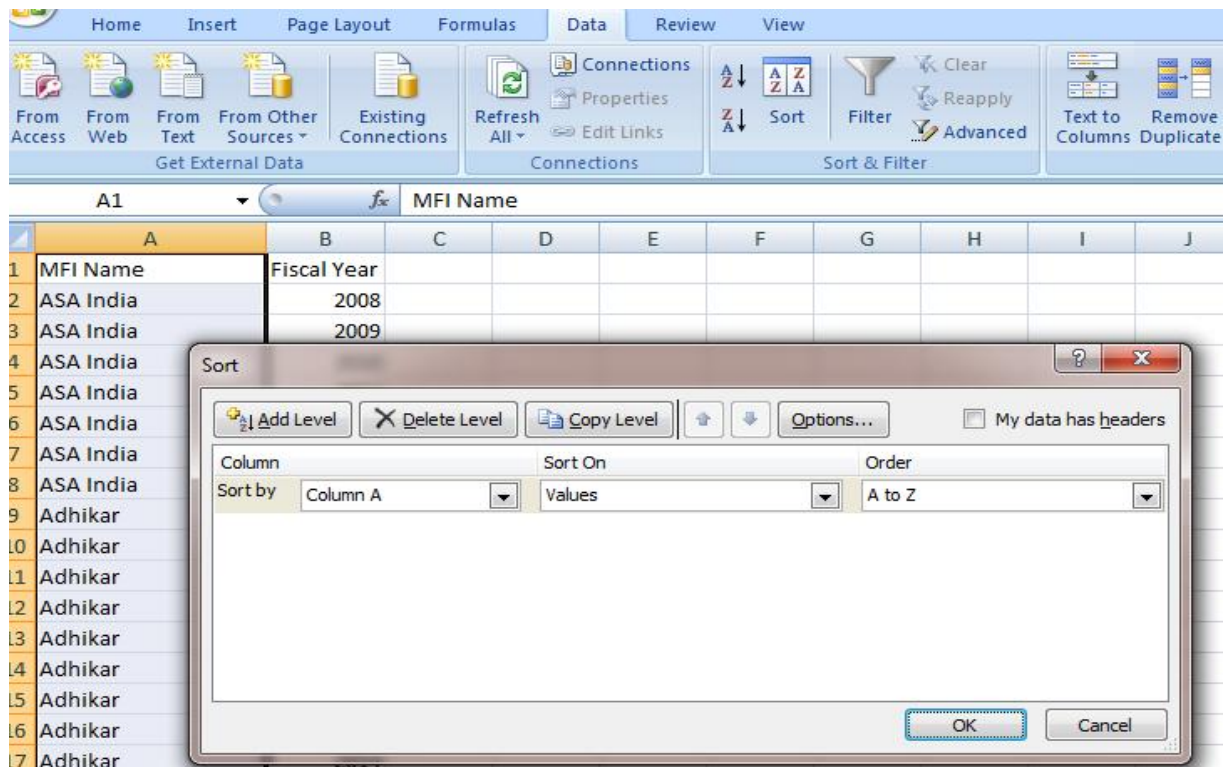 Home Insert Page Layout Formulas Data Review View
From Access
From Web
From Text
From Other Sources
Existing Connections
Refresh All
Connections
Properties
Edit Links
Sort
Filter
Clear
Reapply
Advanced
Text to Columns
Remove Duplicate
Get External Data Connections Sort & Filter
A1 fx MFI Name
A B C D E F G H I J
1 MFI Name Fiscal Year
2 ASA India 2008
3 ASA India 2009
4 ASA India
5 ASA India
6 ASA India
7 ASA India
8 ASA India
9 Adhikar
10 Adhikar
11 Adhikar
12 Adhikar
13 Adhikar
14 Adhikar
15 Adhikar
16 Adhikar
17 Adhikar
Sort
Add Level Delete Level Copy Level Options... My data has headers
Column Sort On Order
Sort by Column A Values A to Z
OK Cancel